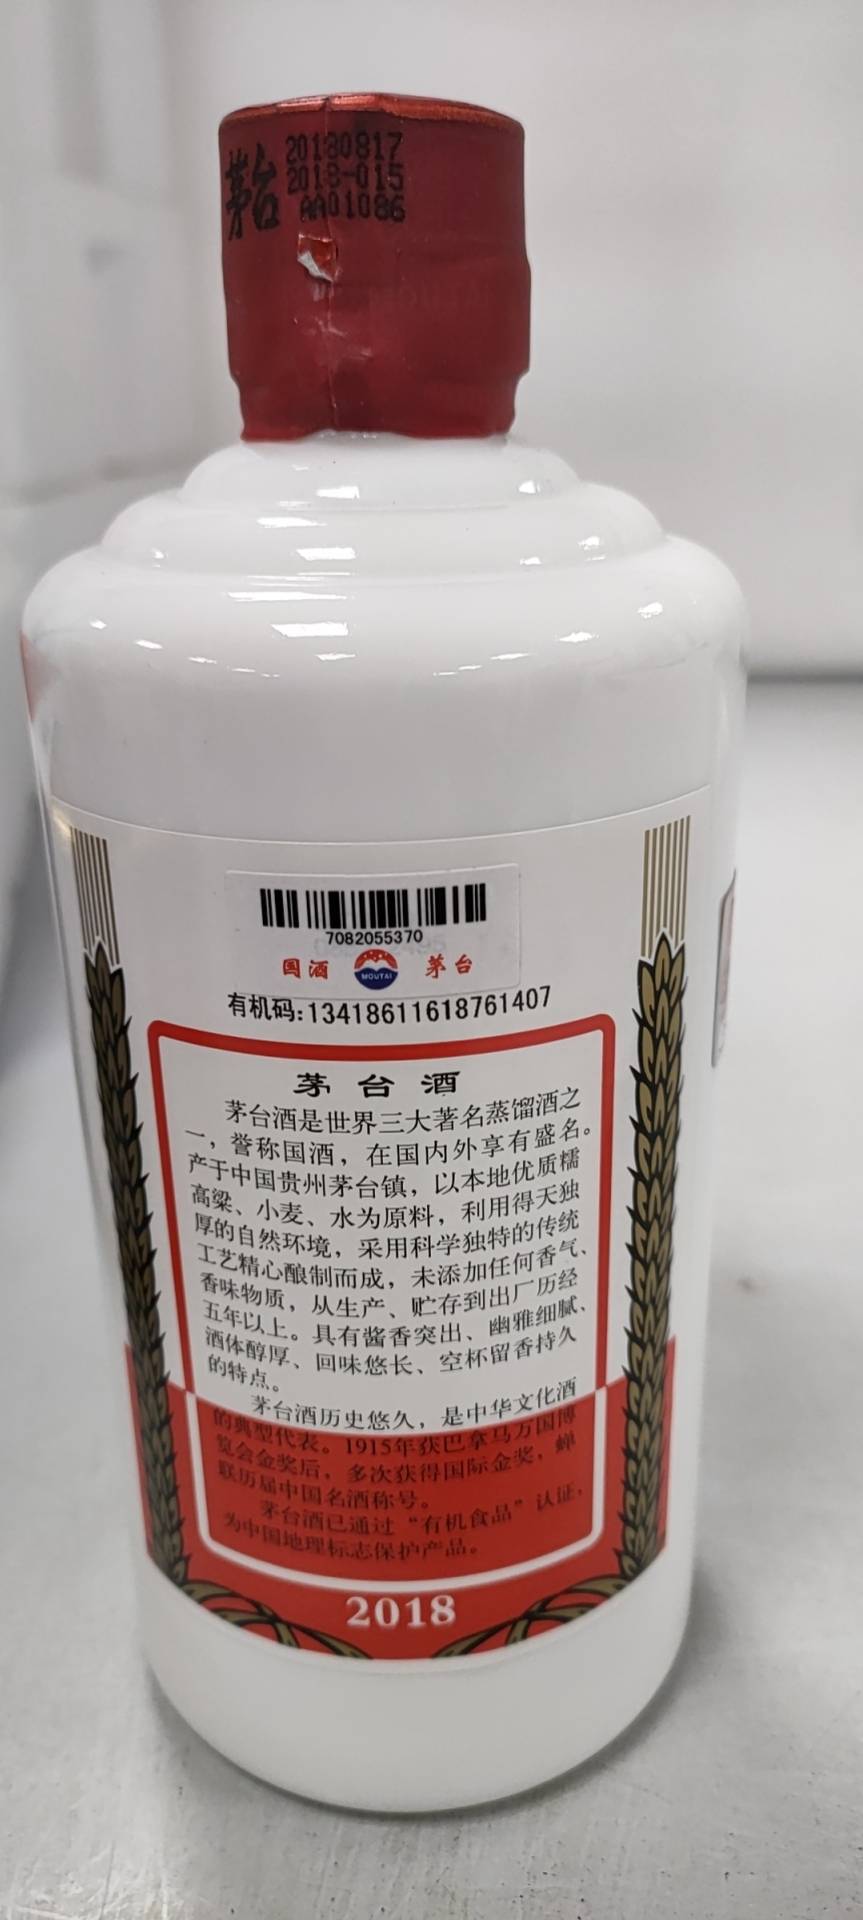 茅台
20180817
2018-015
AA01086
7082055370
国酒
MOUTAI
茅台
有机码:13418611618761407
茅台酒
茅台酒是世界三大著名蒸馏酒之
一，誉称国酒，在国内外享有盛名。
产于中国贵州茅台镇，以本地优质糯
高粱、小麦、水为原料，利用得天独
厚的自然环境，采用科学独特的传统
工艺精心酿制而成，未添加任何香气、
香味物质，从生产、贮存到出厂历经
五年以上。具有酱香突出、幽雅细腻、
酒体醇厚、回味悠长、空杯留香持久
的特点。
茅台酒历史悠久，是中华文化酒
的典型代表。1915年获巴拿马万国博
览会金奖后，多次获得国际金奖，蝉
联历届中国名酒称号。
茅台酒已通过“有机食品”认证，
为中国地理标志保护产品。
2018